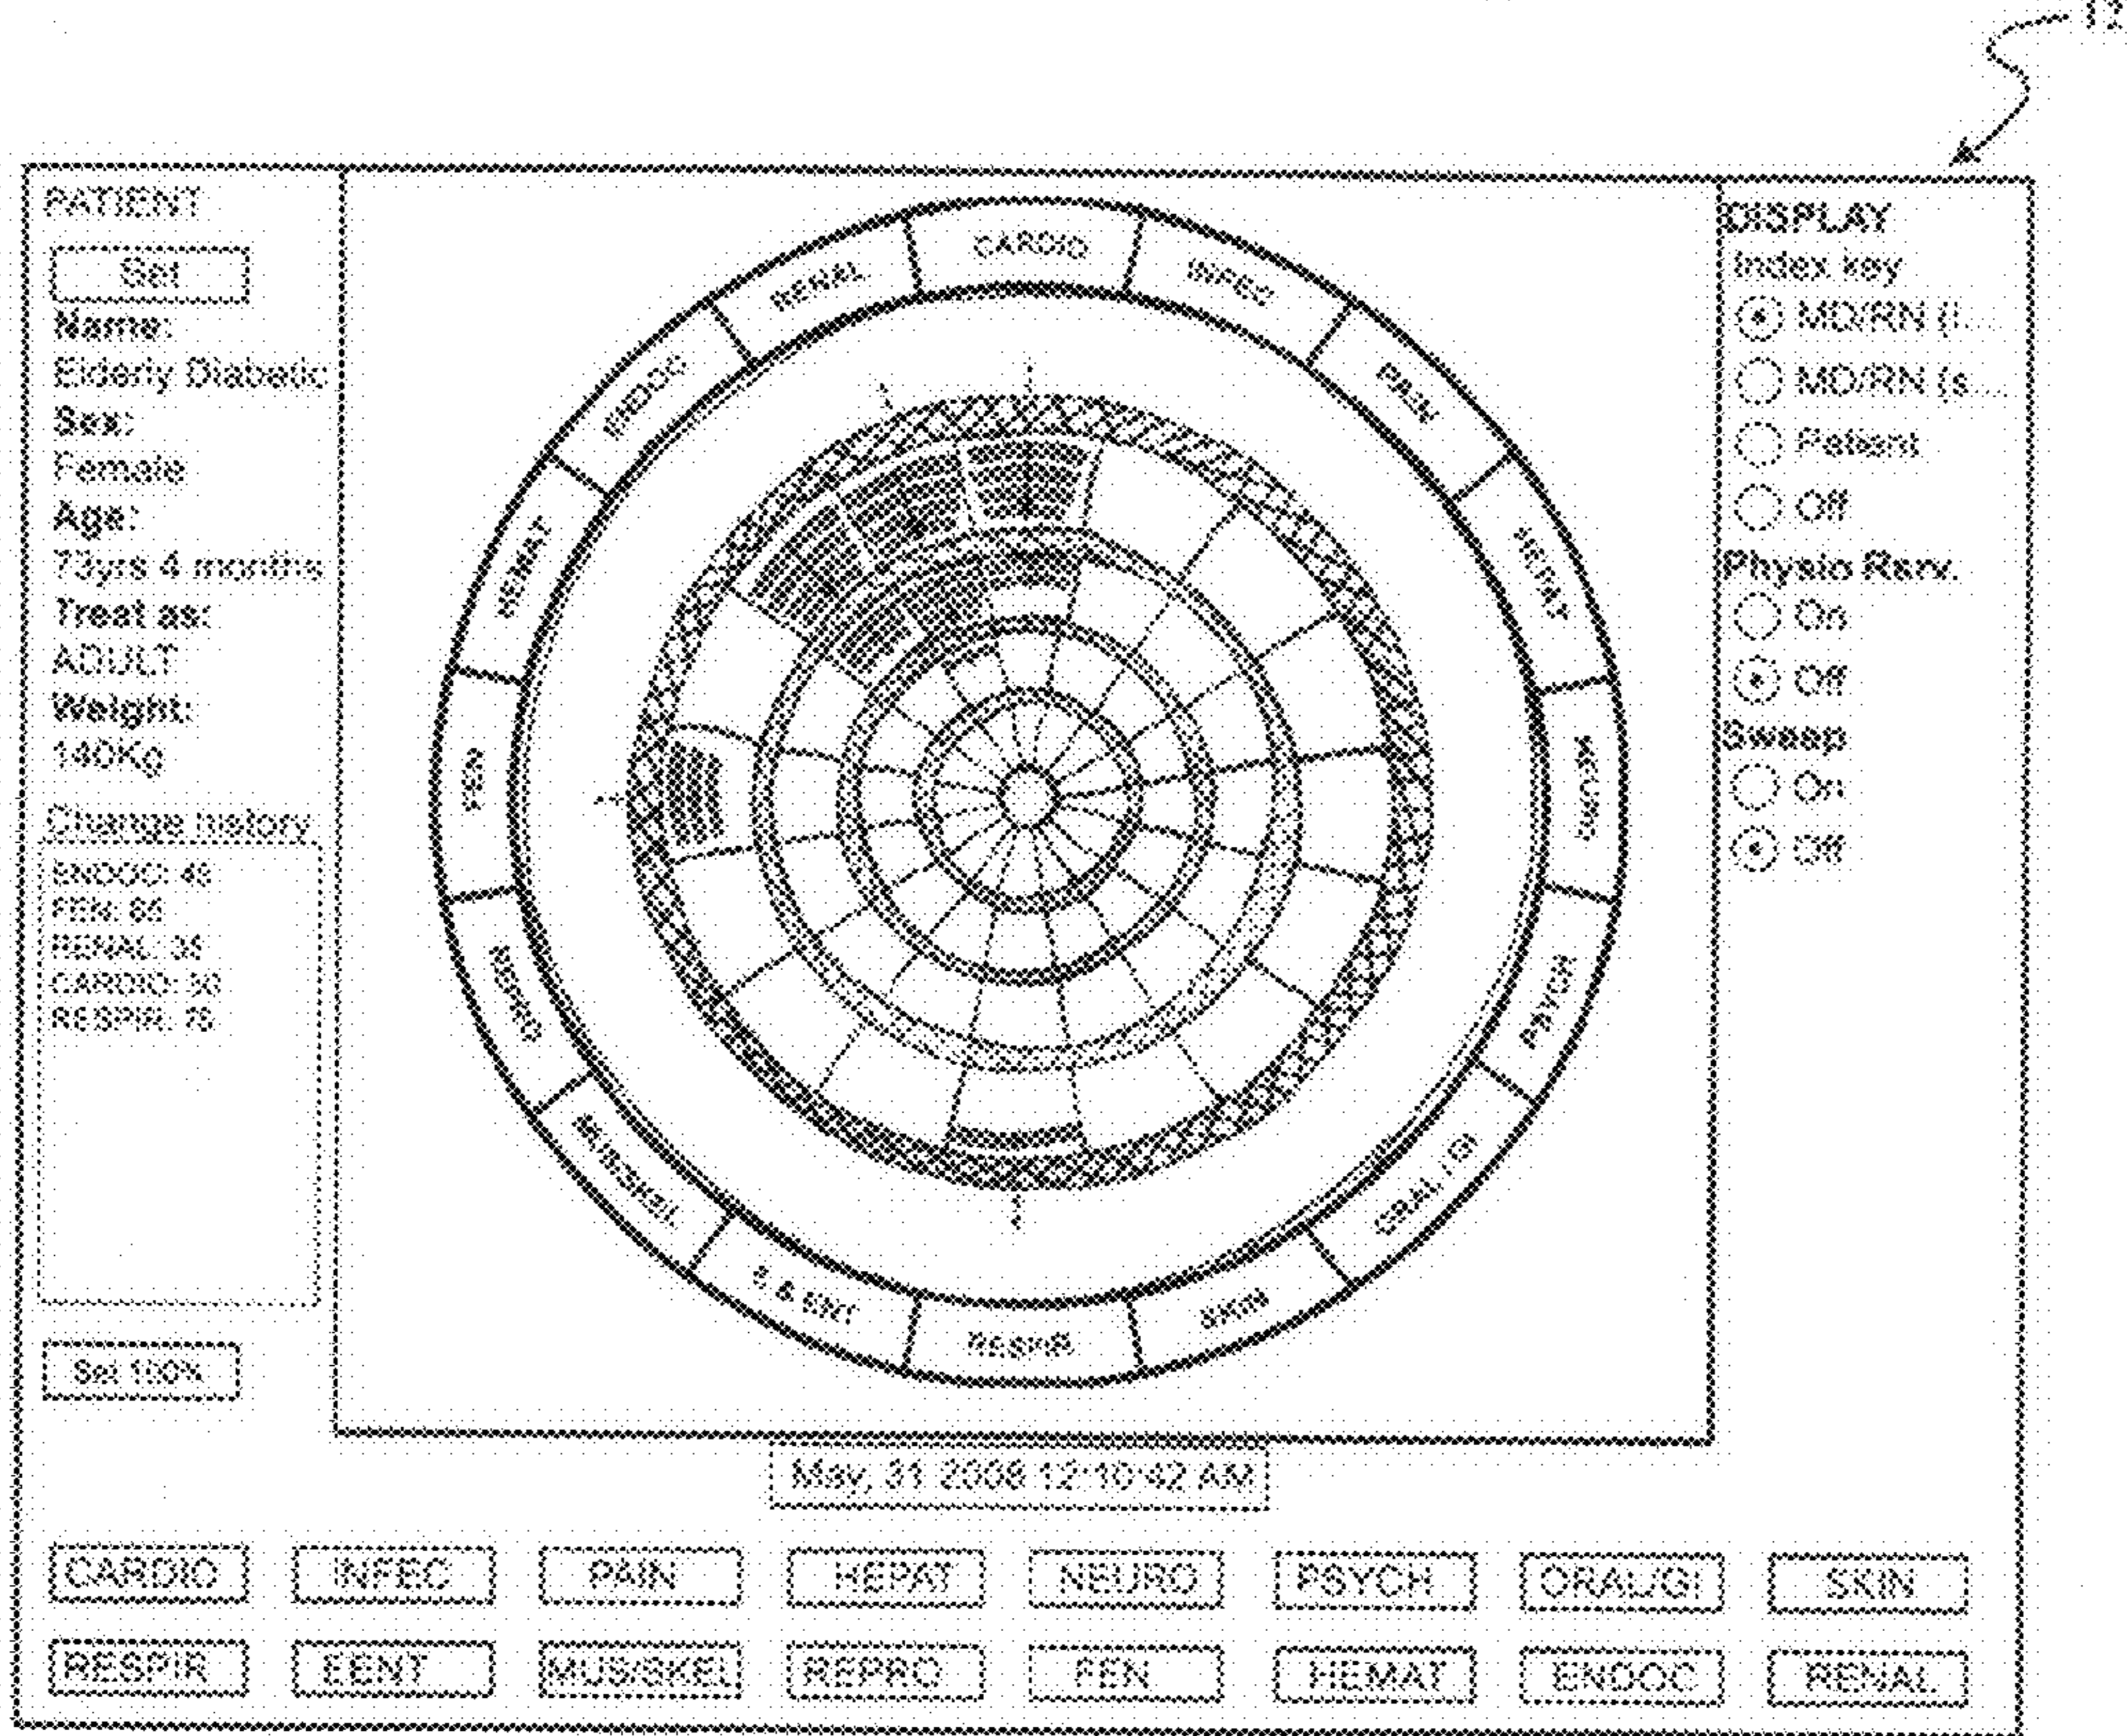 PATIENT
Set
Name:
Elderly Diabetic
Sex:
Female
Age:
73yrs 4 months
Treat as:
ADULT
Weight:
140Kg
Change history
ENDOC: 45
FEN: 65
RENAL: 35
CARDIO: 50
RESPIR: 75
Set 100%
CARDIO
INFEC
PAIN
HEPAT
NEURO
PSYCH
ORAL / GI
SKIN
RESPIR
MUS/SKEL
REPRO
FEN
HEMAT
ENDOC
RENAL
DISPLAY
Index key
MD/RN (l...
MD/RN (s...
Patient
Off
Physio Rsrv.
On
Off
Sweep
On
Off
May, 31 2008 12:10:42 AM
CARDIO INFEC PAIN HEPAT NEURO PSYCH ORAL/GI SKIN
RESPIR EENT MUS/SKEL REPRO FEN HEMAT ENDOC RENAL